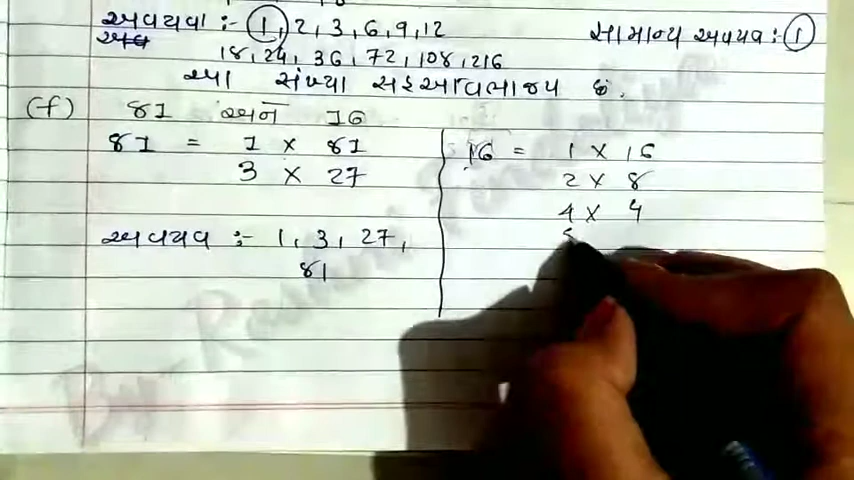 અવયવો :- 1, 2, 3, 6, 9, 12 સામાન્ય અવયવ : 1
18, 24, 36, 72, 108, 216
આ સંખ્યા સહઅવિભાજ્ય છે.
(f) 81 અને 16
81 = 1 × 81 16 = 1 × 16
3 × 27 2 × 8
4 × 4
અવયવ :- 1, 3, 27,
81